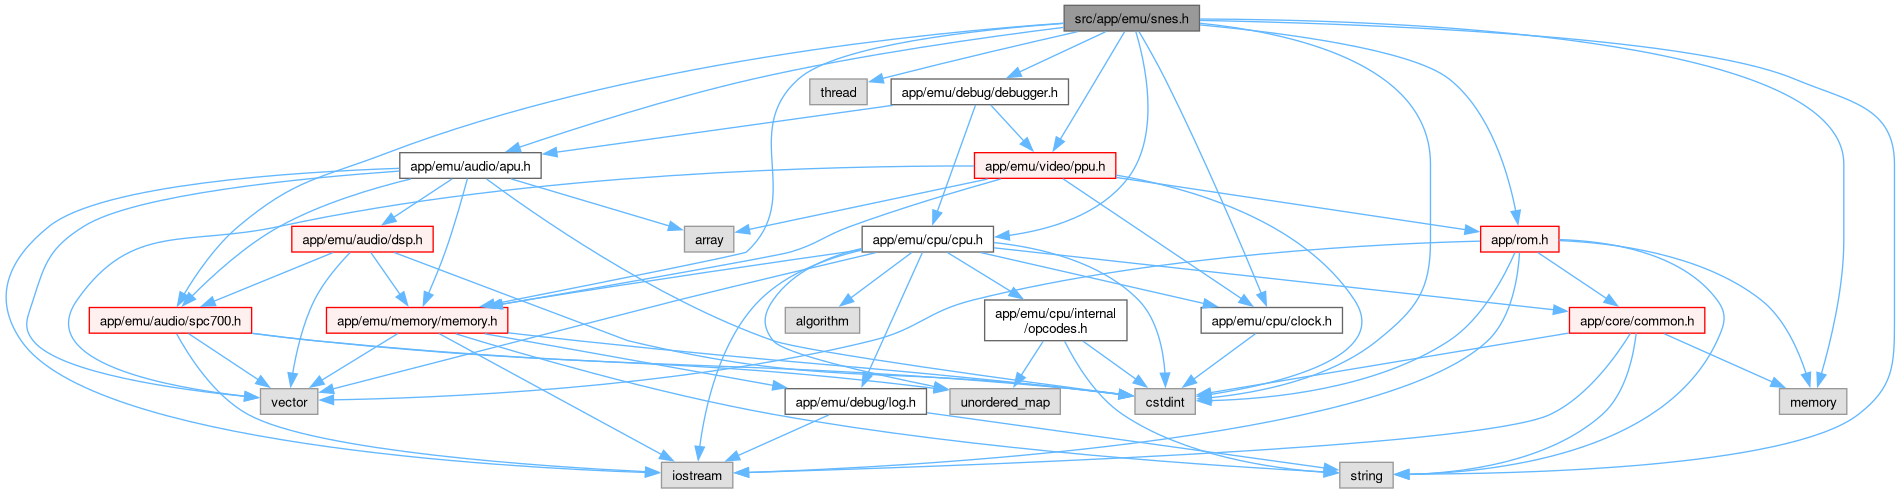 src/app/emu/snes.h
thread
app/emu/debug/debugger.h
app/emu/audio/apu.h
app/emu/video/ppu.h
app/emu/audio/dsp.h
array
app/emu/cpu/cpu.h
app/rom.h
app/emu/audio/spc700.h
app/emu/memory/memory.h
algorithm
app/emu/cpu/internal
/opcodes.h
app/emu/cpu/clock.h
app/core/common.h
vector
app/emu/debug/log.h
unordered_map
cstdint
memory
iostream
string